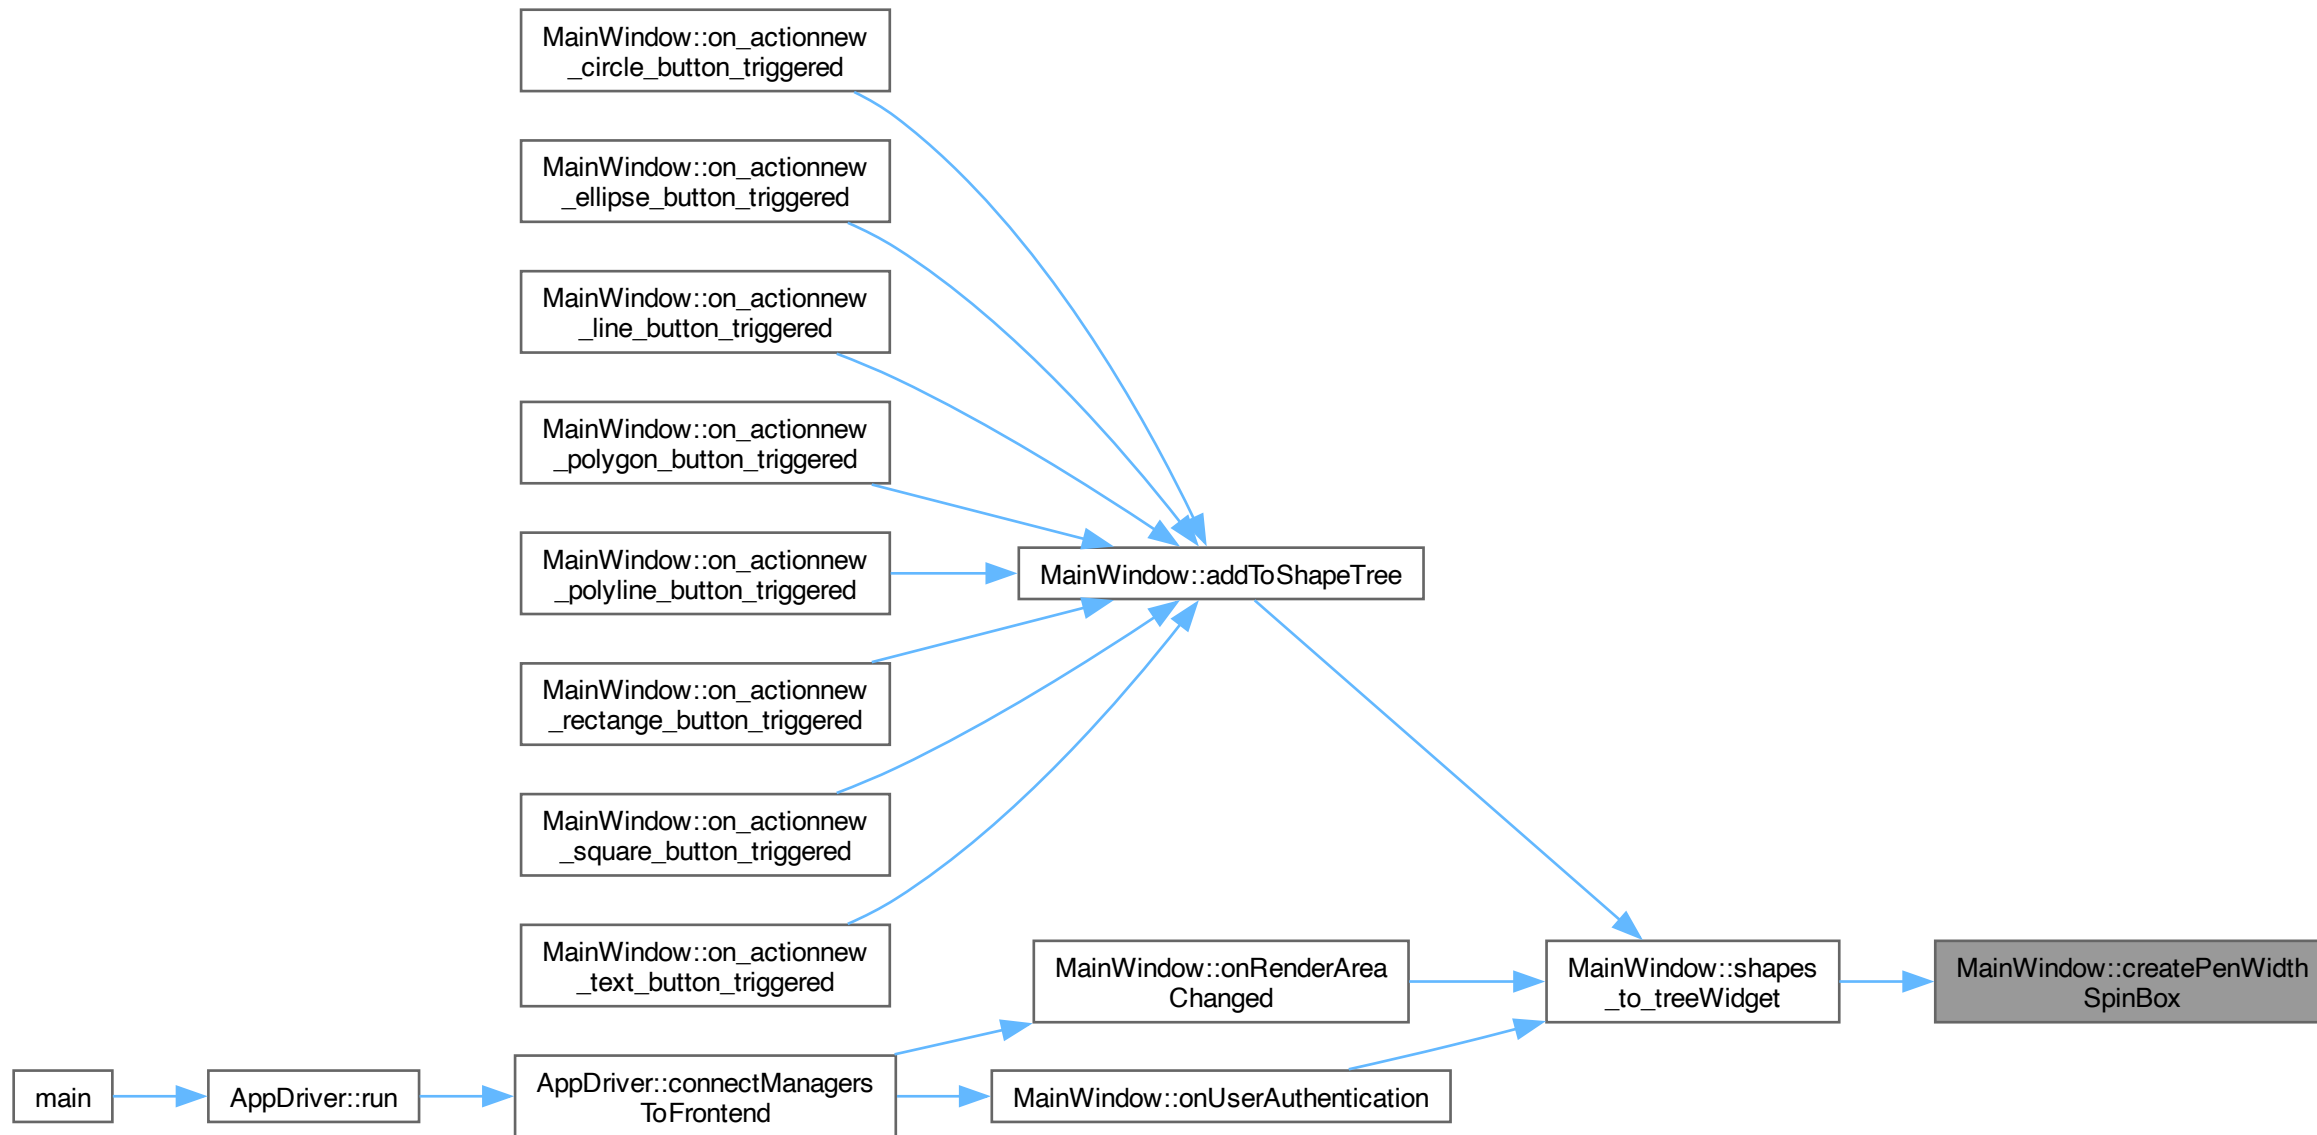 MainWindow::on_actionnew
_circle_button_triggered
MainWindow::on_actionnew
_ellipse_button_triggered
MainWindow::on_actionnew
_line_button_triggered
MainWindow::on_actionnew
_polygon_button_triggered
MainWindow::on_actionnew
_polyline_button_triggered
MainWindow::addToShapeTree
MainWindow::on_actionnew
_rectange_button_triggered
MainWindow::on_actionnew
_square_button_triggered
MainWindow::on_actionnew
_text_button_triggered
MainWindow::onRenderArea
Changed
MainWindow::shapes
_to_treeWidget
MainWindow::createPenWidth
SpinBox
main
AppDriver::run
AppDriver::connectManagers
ToFrontend
MainWindow::onUserAuthentication